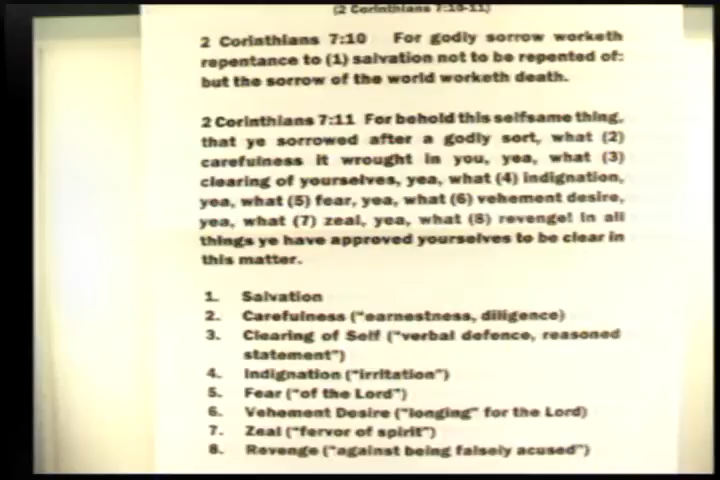 (2 Corinthians 7:10-11)
2 Corinthians 7:10 For godly sorrow worketh
repentance to (1) salvation not to be repented of:
but the sorrow of the world worketh death.
2 Corinthians 7:11 For behold this selfsame thing,
that ye sorrowed after a godly sort, what (2)
carefulness it wrought in you, yea, what (3)
clearing of yourselves, yea, what (4) indignation,
yea, what (5) fear, yea, what (6) vehement desire,
yea, what (7) zeal, yea, what (8) revenge! In all
things ye have approved yourselves to be clear in
this matter.
1. Salvation
2. Carefulness ("earnestness, diligence)
3. Clearing of Self ("verbal defence, reasoned
statement")
4. Indignation ("irritation")
5. Fear ("of the Lord")
6. Vehement Desire ("longing" for the Lord)
7. Zeal ("fervor of spirit")
8. Revenge ("against being falsely acused")